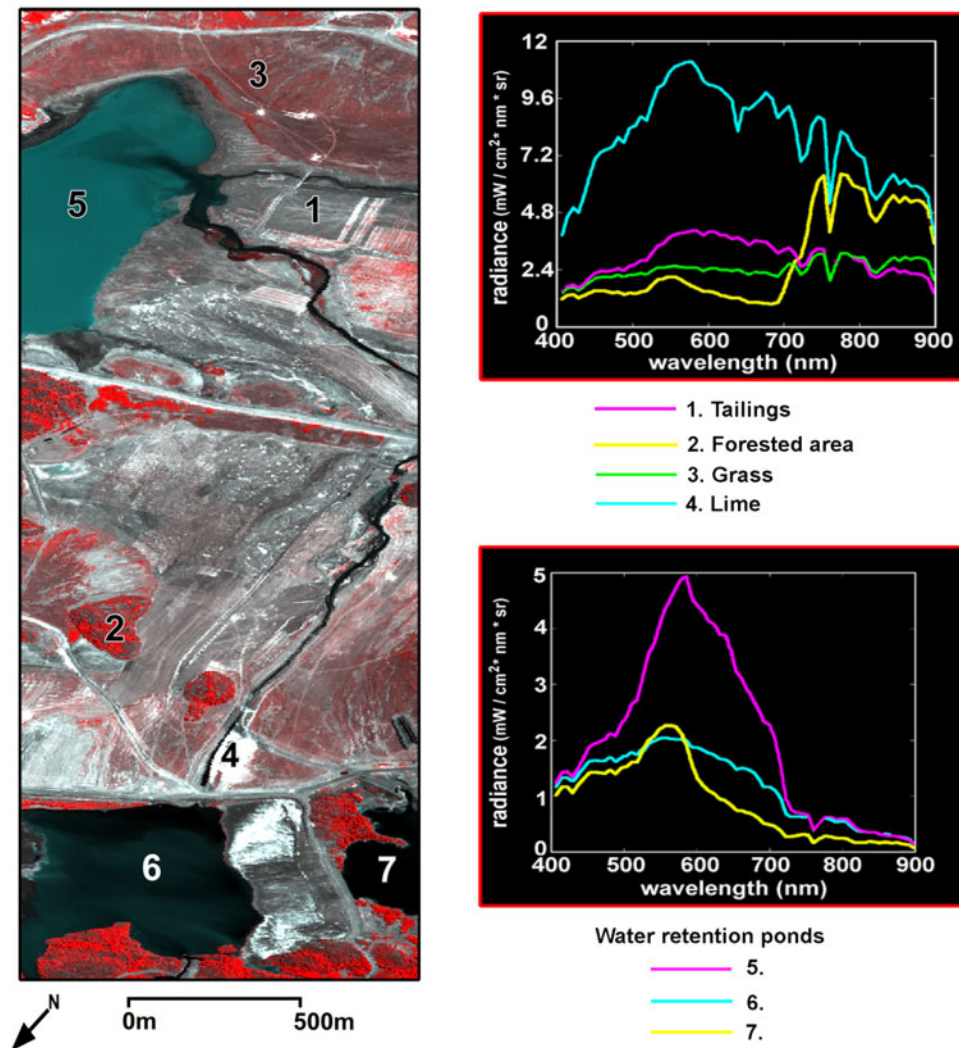 3
5
1
2
4
6
7
N
0m
500m
12
9.6
7.2
4.8
2.4
0
radiance (mW / cm²* nm * sr)
400 500 600 700 800 900
wavelength (nm)
1. Tailings
2. Forested area
3. Grass
4. Lime
5
4
3
2
1
0
radiance (mW / cm²* nm * sr)
400 500 600 700 800 900
wavelength (nm)
Water retention ponds
5.
6.
7.